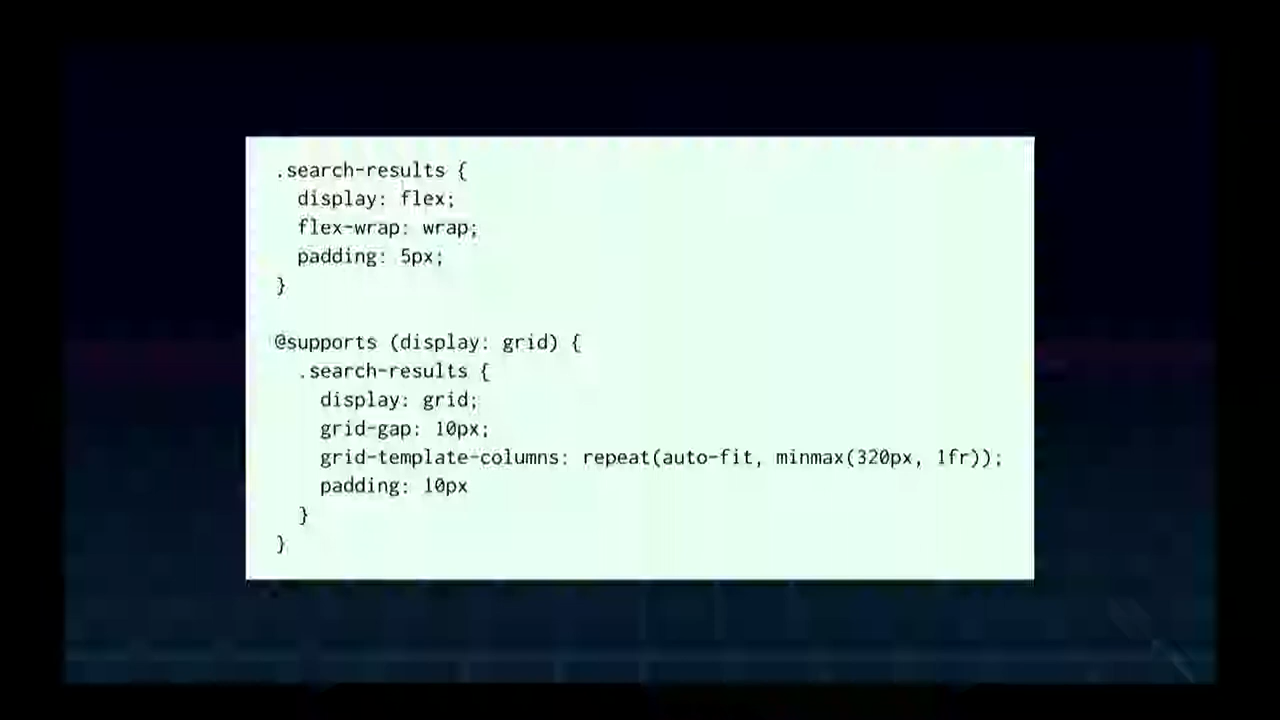 .search-results {
  display: flex;
  flex-wrap: wrap;
  padding: 5px;
}

@supports (display: grid) {
  .search-results {
    display: grid;
    grid-gap: 10px;
    grid-template-columns: repeat(auto-fit, minmax(320px, 1fr));
    padding: 10px
  }
}